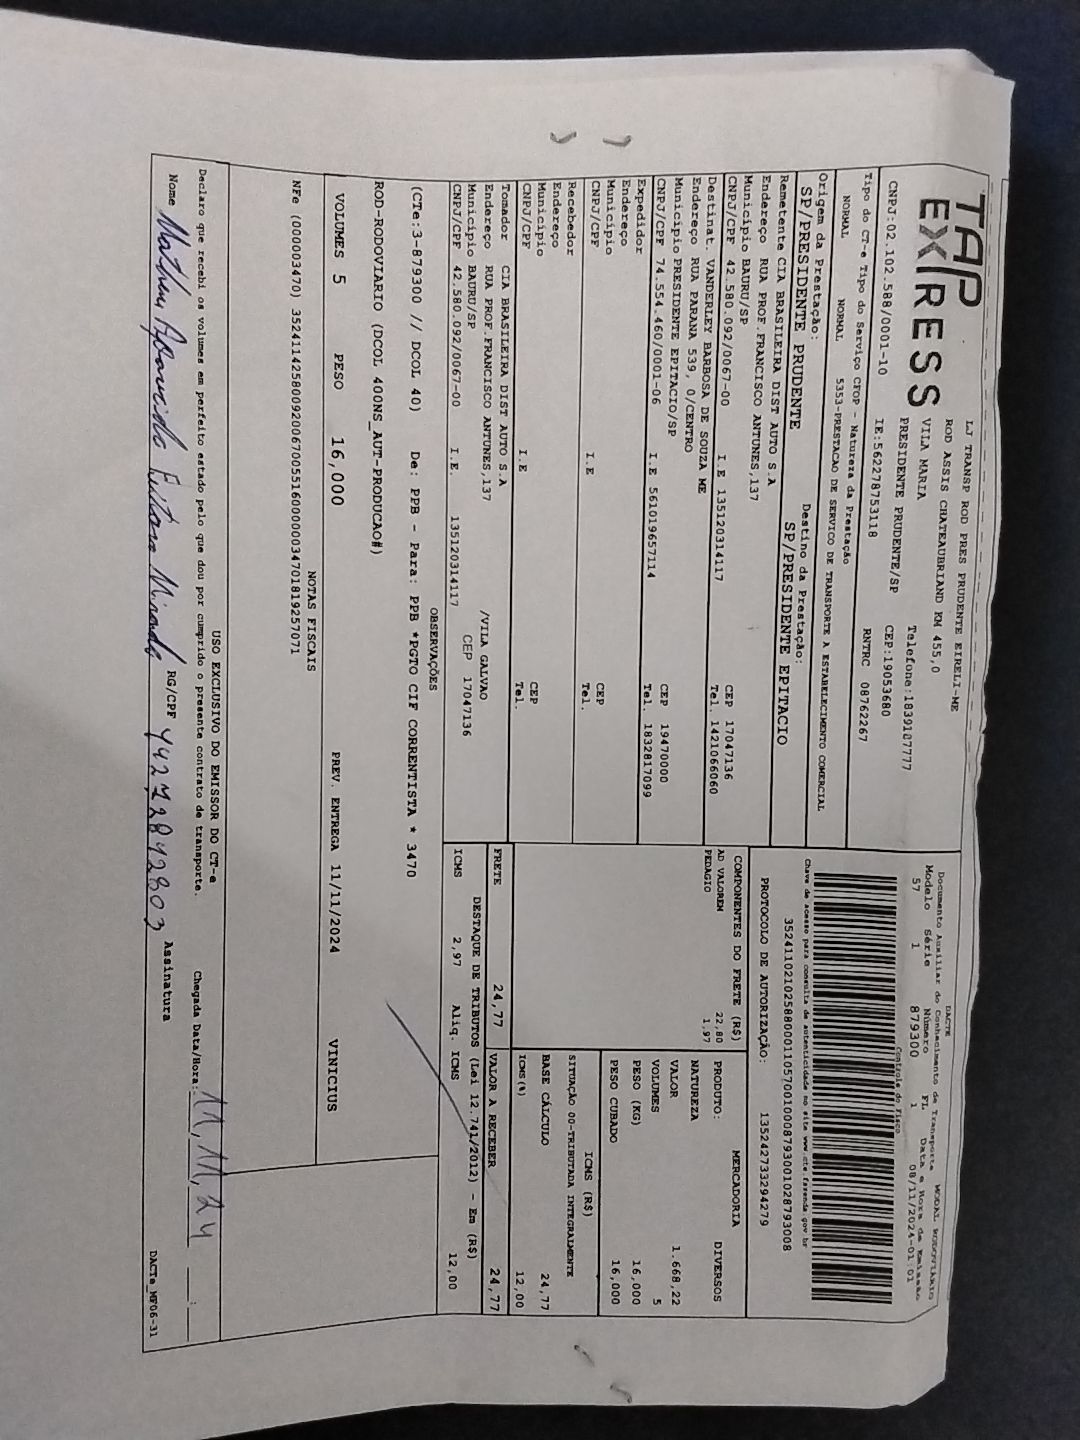 TAP EXPRESS
LJ TRANSP ROD PRES PRUDENTE EIRELI-ME
ROD ASSIS CHATEAUBRIAND KM 455,0
VILA MARIA Telefone:1839107777
PRESIDENTE PRUDENTE/SP CEP:19053680
CNPJ:02.102.588/0001-10 IE:562278753118 RNTRC 08762267
DACTE MODAL RODOVIÁRIO
Documento Auxiliar do Conhecimento de Transporte
Modelo Série Número FL Data e Hora de Emissão
57 1 879300 1 08/11/2024-01:01
Controle do Fisco
Tipo do CT-e Tipo do Serviço CFOP - Natureza da Prestação
NORMAL NORMAL 5353-PRESTACAO DE SERVICO DE TRANSPORTE A ESTABELECIMENTO COMERCIAL
Chave de acesso para consulta de autenticidade no site www.cte.fazenda.gov.br
35241102102588000110570010008793001028793008
PROTOCOLO DE AUTORIZAÇÃO: 135242733294279
Origem da Prestação: Destino da Prestação:
SP/PRESIDENTE PRUDENTE SP/PRESIDENTE EPITACIO
Remetente CIA BRASILEIRA DIST AUTO S.A
Endereço RUA PROF.FRANCISCO ANTUNES,137
Município BAURU/SP CEP 17047136
CNPJ/CPF 42.580.092/0067-00 I.E 135120314117 Tel. 1421066060
Destinat. VANDERLEY BARBOSA DE SOUZA ME
Endereço RUA PARANA 539, 0/CENTRO
Município PRESIDENTE EPITACIO/SP CEP 19470000
CNPJ/CPF 74.554.460/0001-06 I.E 561019657114 Tel. 1832817099
Expedidor
Endereço
Município CEP
CNPJ/CPF I.E Tel.
Recebedor
Endereço
Município CEP
CNPJ/CPF I.E Tel.
Tomador CIA BRASILEIRA DIST AUTO S.A
Endereço RUA PROF.FRANCISCO ANTUNES,137 /VILA GALVAO
Município BAURU/SP CEP 17047136
CNPJ/CPF 42.580.092/0067-00 I.E. 135120314117
COMPONENTES DO FRETE (R$)
AD VALOREM 22,80
PEDAGIO 1,97
FRETE 24,77
MERCADORIA
PRODUTO: DIVERSOS
NATUREZA
VALOR 1.668,22
VOLUMES 5
PESO (KG) 16,000
PESO CUBADO 16,000
ICMS (R$)
SITUAÇÃO 00-TRIBUTADA INTEGRALMENTE
BASE CÁLCULO 24,77
ICMS (%) 12,00
VALOR A RECEBER 24,77
DESTAQUE DE TRIBUTOS (Lei 12.741/2012) - Em (R$)
ICMS 2,97 Aliq. ICMS 12,00
OBSERVAÇÕES
(CTe:3-879300 // DCOL 40) De: PPB - Para: PPB *PGTO CIF CORRENTISTA * 3470
ROD-RODOVIARIO (DCOL 400NS_AUT-PRODUCAO#)
VOLUMES 5 PESO 16,000 PREV. ENTREGA 11/11/2024 VINICIUS
NOTAS FISCAIS
NFe (000003470) 35241142580092006700551600000034701819257071
USO EXCLUSIVO DO EMISSOR DO CT-e
Declaro que recebi os volumes em perfeito estado pelo que dou por cumprido o presente contrato de transporte. Chegada Data/Hora: 11,11,24 :
Nome RG/CPF 44272842803 Assinatura
DACTe_MP06-31